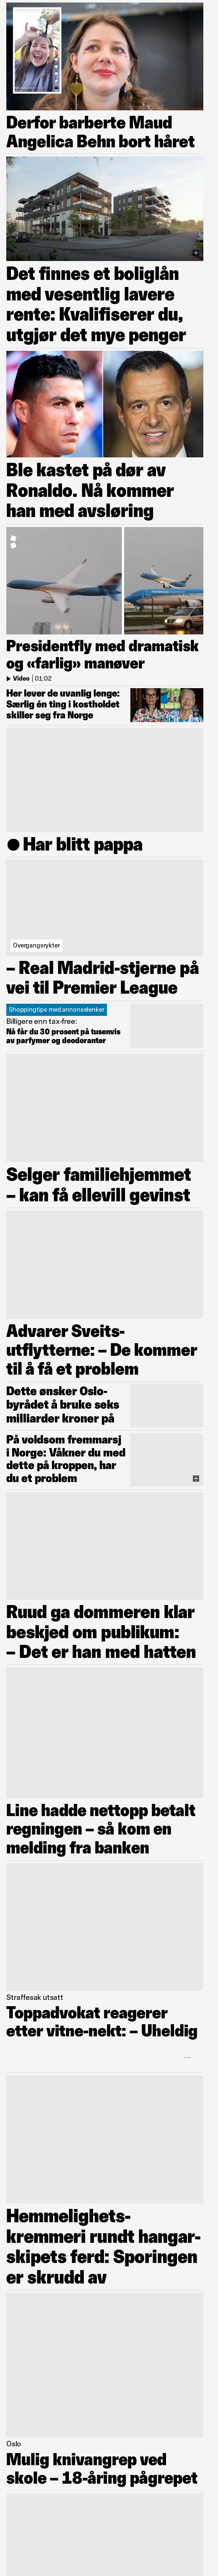 Derfor barberte Maud
Angelica Behn bort håret
Det finnes et boliglån
med vesentlig lavere
rente: Kvalifiserer du,
utgjør det mye penger
Ble kastet på dør av
Ronaldo. Nå kommer
han med avsløring
Presidentfly med dramatisk
og «farlig» manøver
Video | 01:02
Her lever de uvanlig lenge:
Særlig én ting i kostholdet
skiller seg fra Norge
● Har blitt pappa
Overgangsrykter
– Real Madrid-stjerne på
vei til Premier League
Shoppingtips med annonselenker
Billigere enn tax-free:
Nå får du 30 prosent på tusenvis
av parfymer og deodoranter
Selger familiehjemmet
– kan få ellevill gevinst
Advarer Sveits-
utflytterne: – De kommer
til å få et problem
Dette ønsker Oslo-
byrådet å bruke seks
milliarder kroner på
På voldsom fremmarsj
i Norge: Våkner du med
dette på kroppen, har
du et problem
Ruud ga dommeren klar
beskjed om publikum:
– Det er han med hatten
Line hadde nettopp betalt
regningen – så kom en
melding fra banken
Straffesak utsatt
Toppadvokat reagerer
etter vitne-nekt: – Uheldig
Hemmelighets-
kremmeri rundt hangar-
skipets ferd: Sporingen
er skrudd av
Oslo
Mulig knivangrep ved
skole – 18-åring pågrepet